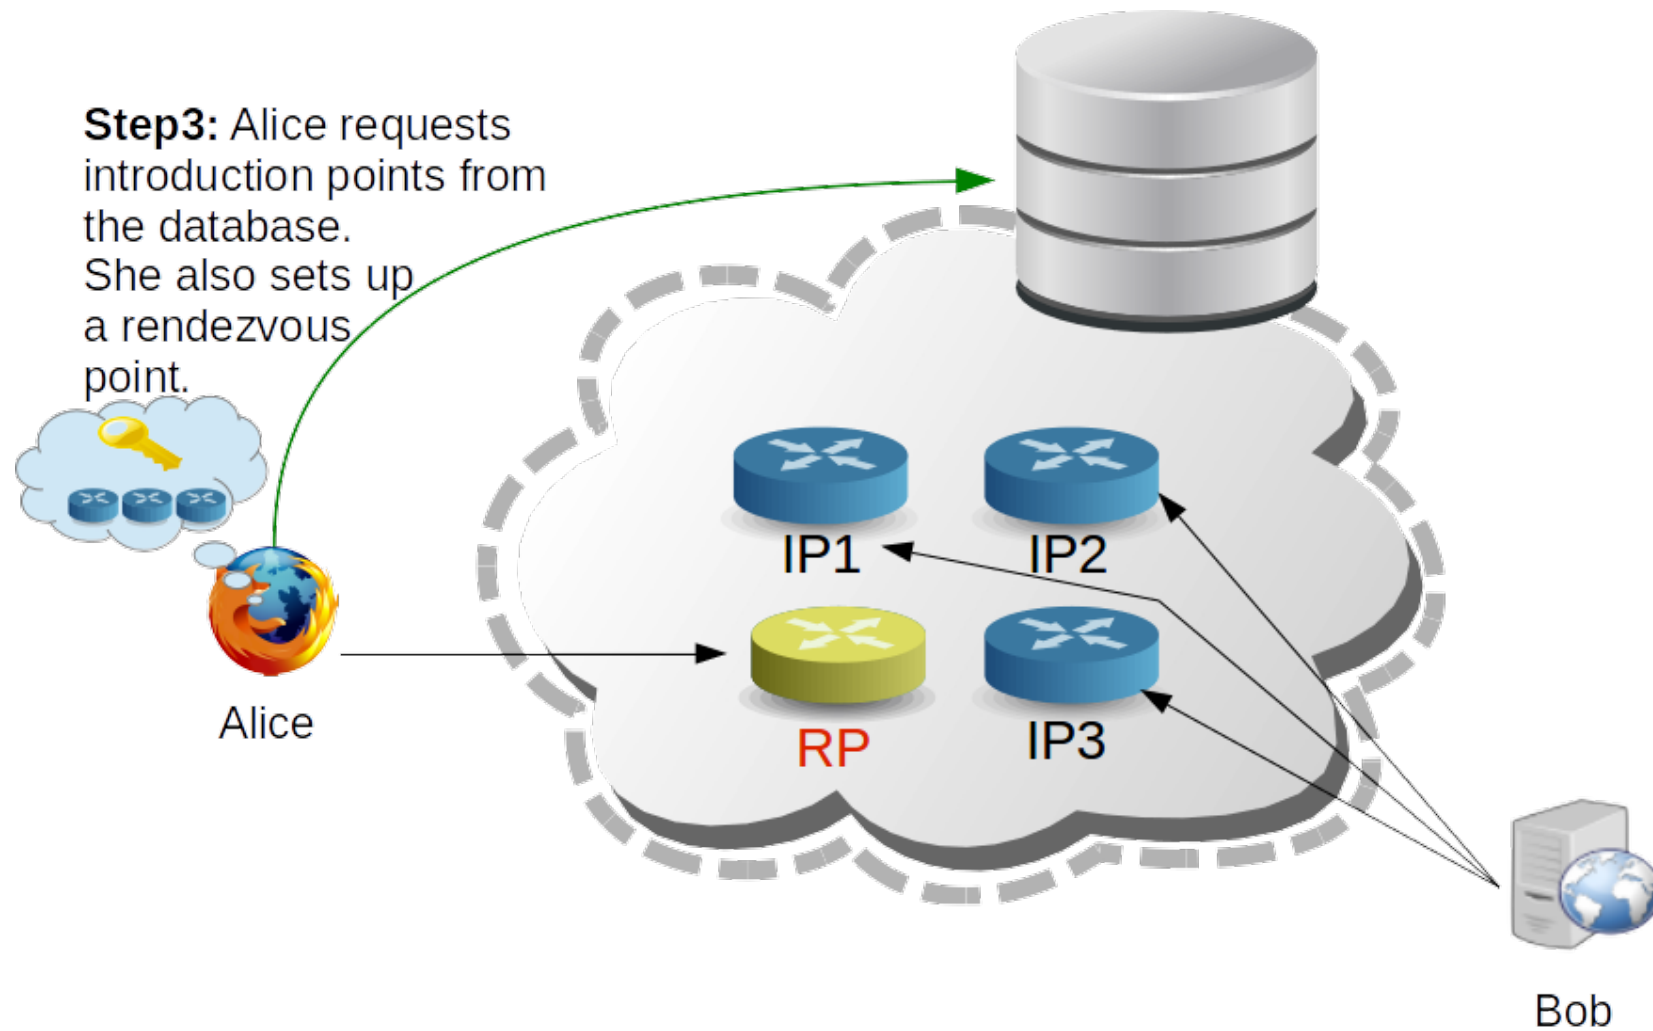 Step3: Alice requests
introduction points from
the database.
She also sets up
a rendezvous
point.
IP1
IP2
RP
IP3
Alice
Bob